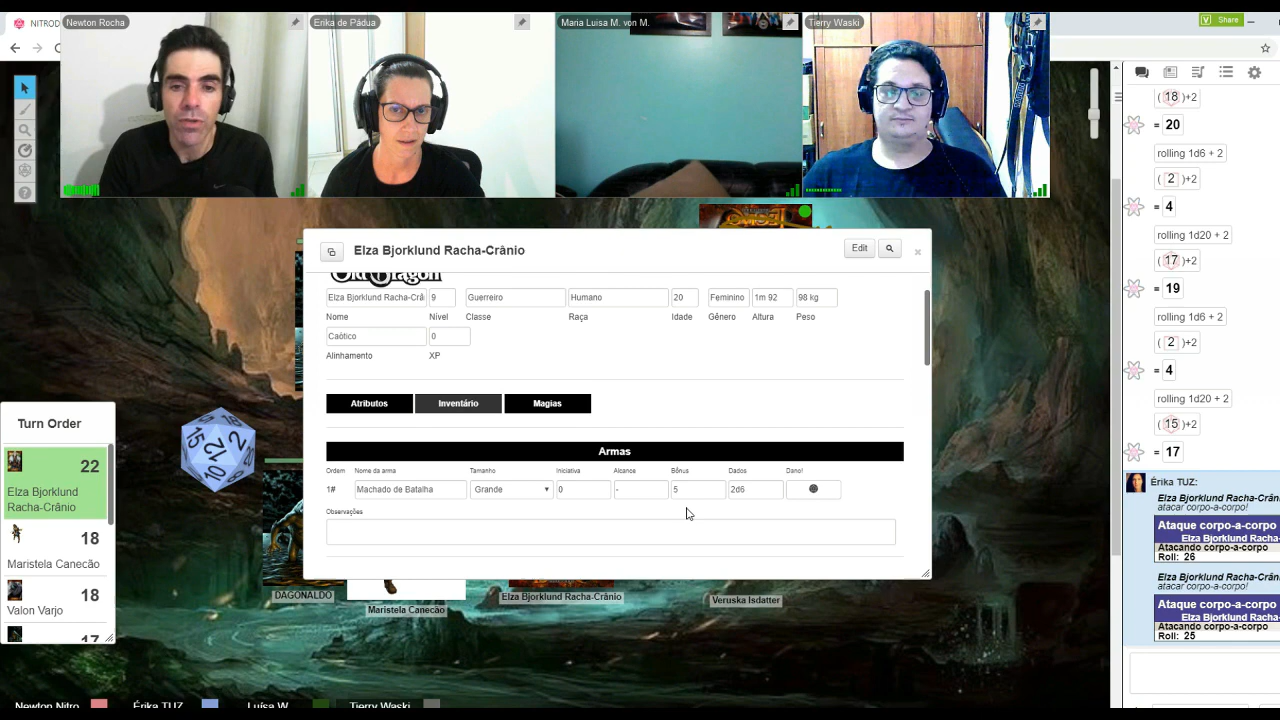 NITROD
Newton Rocha
Erika de Pádua
Maria Luisa M. von M.
Tierry Waski
Share
(18)+2
= 20
rolling 1d6 + 2
(2)+2
= 4
rolling 1d20 + 2
(17)+2
= 19
rolling 1d6 + 2
(2)+2
= 4
rolling 1d20 + 2
(15)+2
= 17
Érika TUZ:
Elza Bjorklund Racha-Crân
atacar corpo-a-corpo!
Ataque corpo-a-corpo
Elza Bjorklund Racha-
Atacando corpo-a-corpo
Roll: 26
Elza Bjorklund Racha-Crân
atacar corpo-a-corpo!
Ataque corpo-a-corpo
Elza Bjorklund Racha-
Atacando corpo-a-corpo
Roll: 25
Elza Bjorklund Racha-Crânio
Edit
Old Dragon
Elza Bjorklund Racha-Crâ 9 Guerreiro Humano 20 Feminino 1m 92 98 kg
Nome Nível Classe Raça Idade Gênero Altura Peso
Caótico 0
Alinhamento XP
Atributos Inventário Magias
Armas
Ordem Nome da arma Tamanho Iniciativa Alcance Bônus Dados Dano!
1# Machado de Batalha Grande 0 - 5 2d6
Observações
Turn Order
22
Elza Bjorklund
Racha-Crânio
18
Maristela Canecão
18
Valon Varjo
17
DAGONALDO
Maristela Canecão
Elza Bjorklund Racha-Crânio
Veruska Isdatter
Newton Nitro Érika TUZ Luísa W Tierry Waski